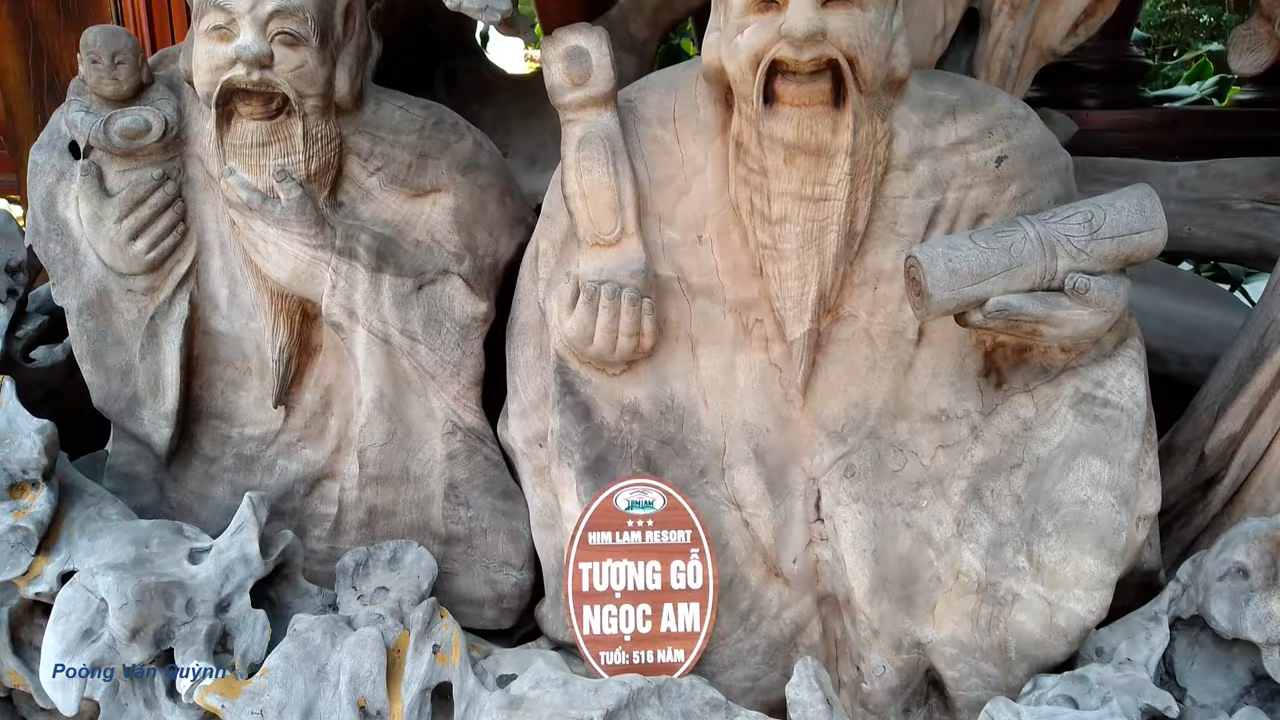 HIM LAM
HIM LAM RESORT
TƯỢNG GỖ
NGỌC AM
TUỔI: 516 NĂM
Poòng Văn Quỳnh